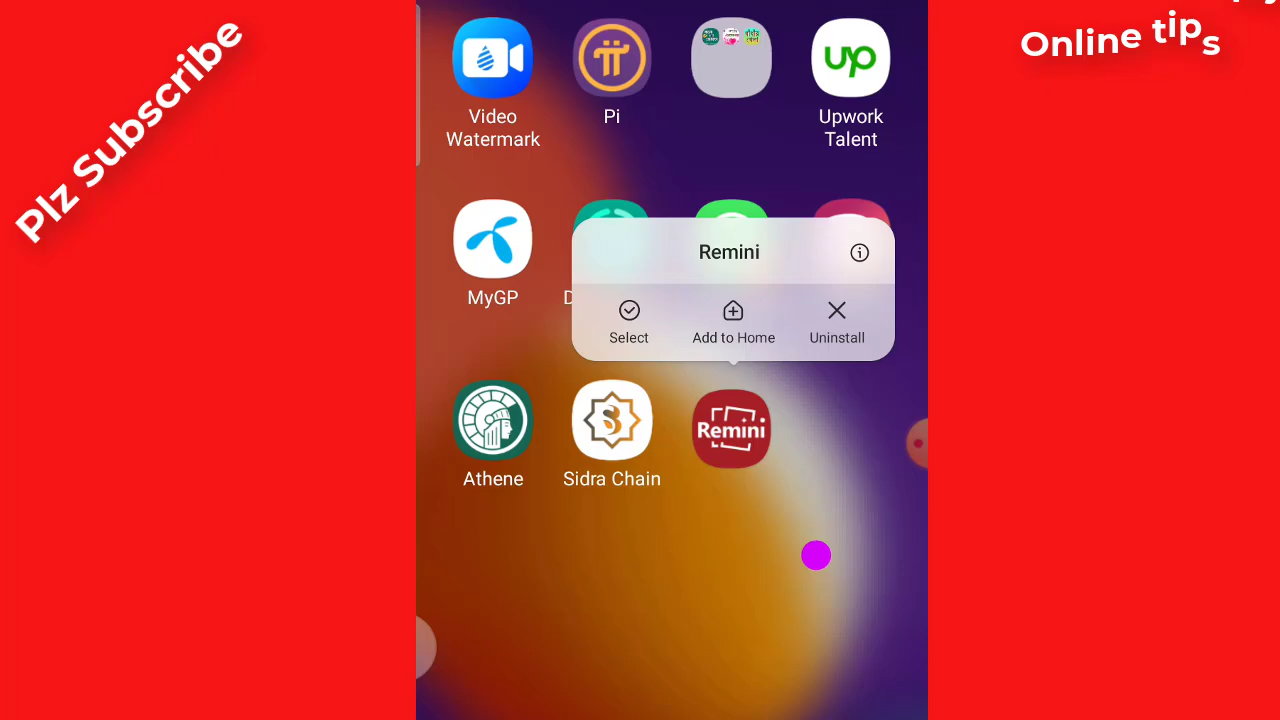 Plz Subscribe
Online tips
Video
Watermark
Pi
up
Upwork
Talent
MyGP
D
Remini
Select
Add to Home
Uninstall
Remini
Athene
Sidra Chain